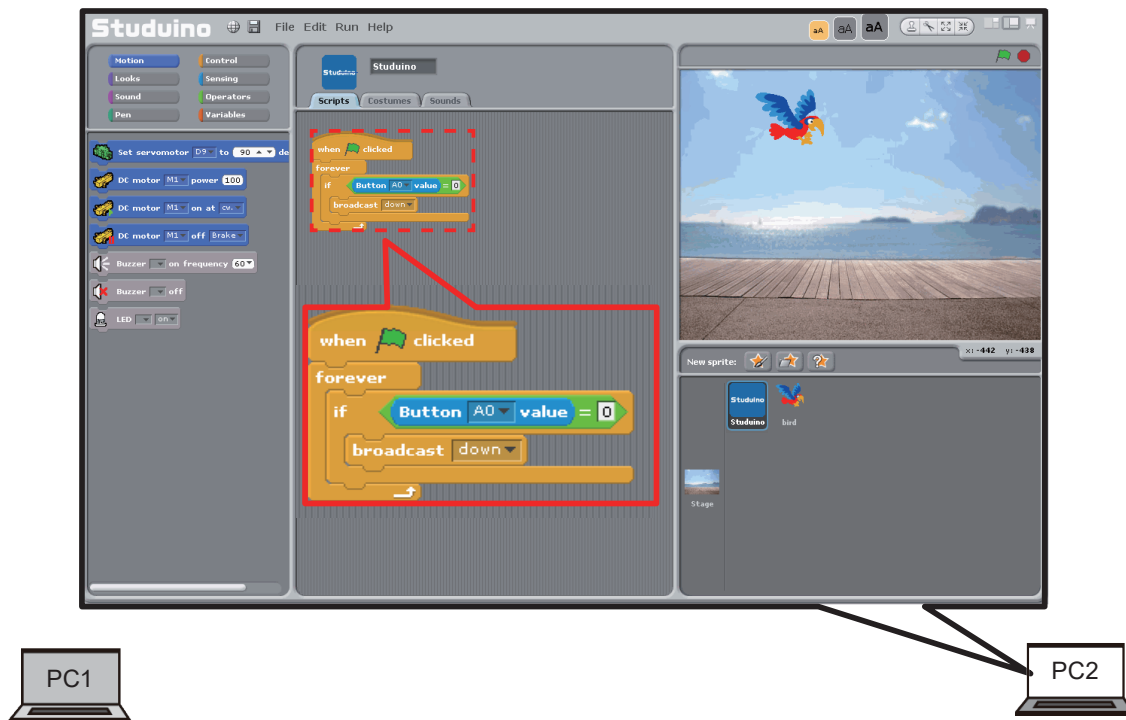 Studuino File Edit Run Help aA aA aA
Motion Control
Looks Sensing
Sound Operators
Pen Variables
Set servomotor D9 to 90 de
DC motor M1 power 100
DC motor M1 on at cw.
DC motor M1 off Brake
Buzzer on frequency 60
Buzzer off
LED on
Studuino Studuino
Scripts Costumes Sounds
when clicked
forever
if Button A0 value = 0
broadcast down
when clicked
forever
if Button A0 value = 0
broadcast down
x: -442 y: -438
New sprite:
Studuino
Studuino bird
Stage
PC1
PC2